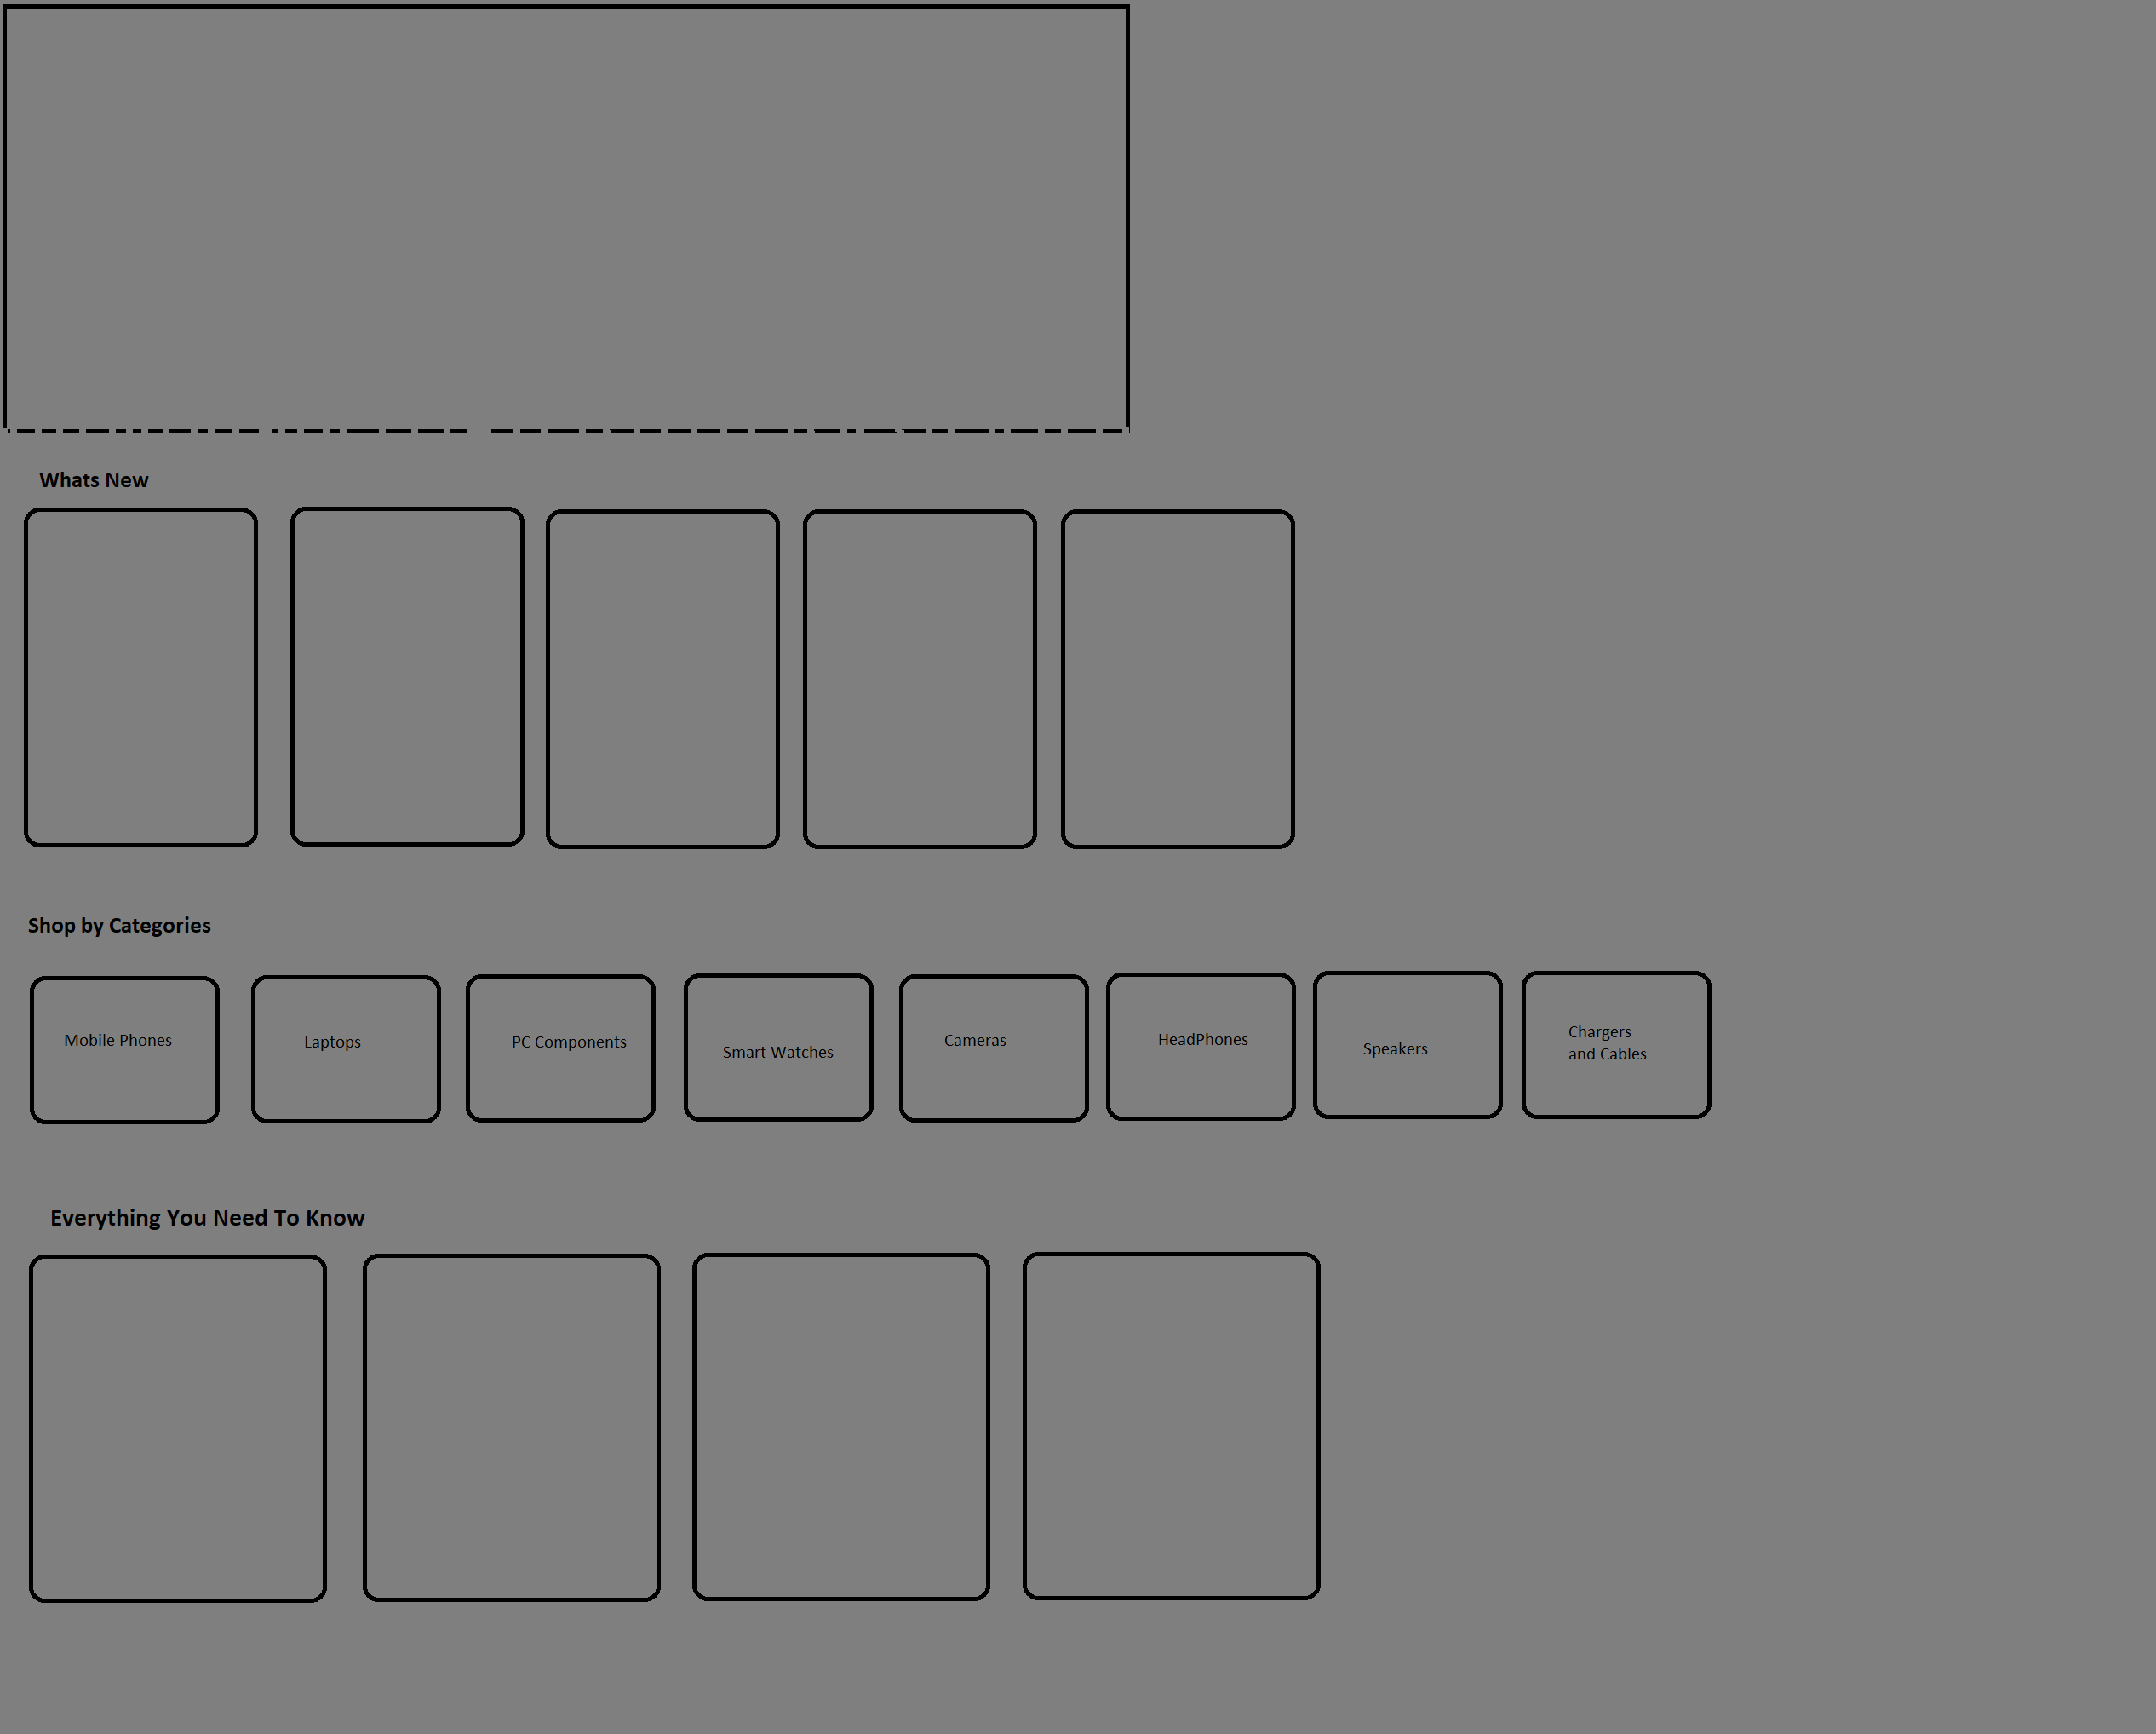 Whats New
Shop by Categories
Mobile Phones
Laptops
PC Components
Smart Watches
Cameras
HeadPhones
Speakers
Chargers
and Cables
Everything You Need To Know